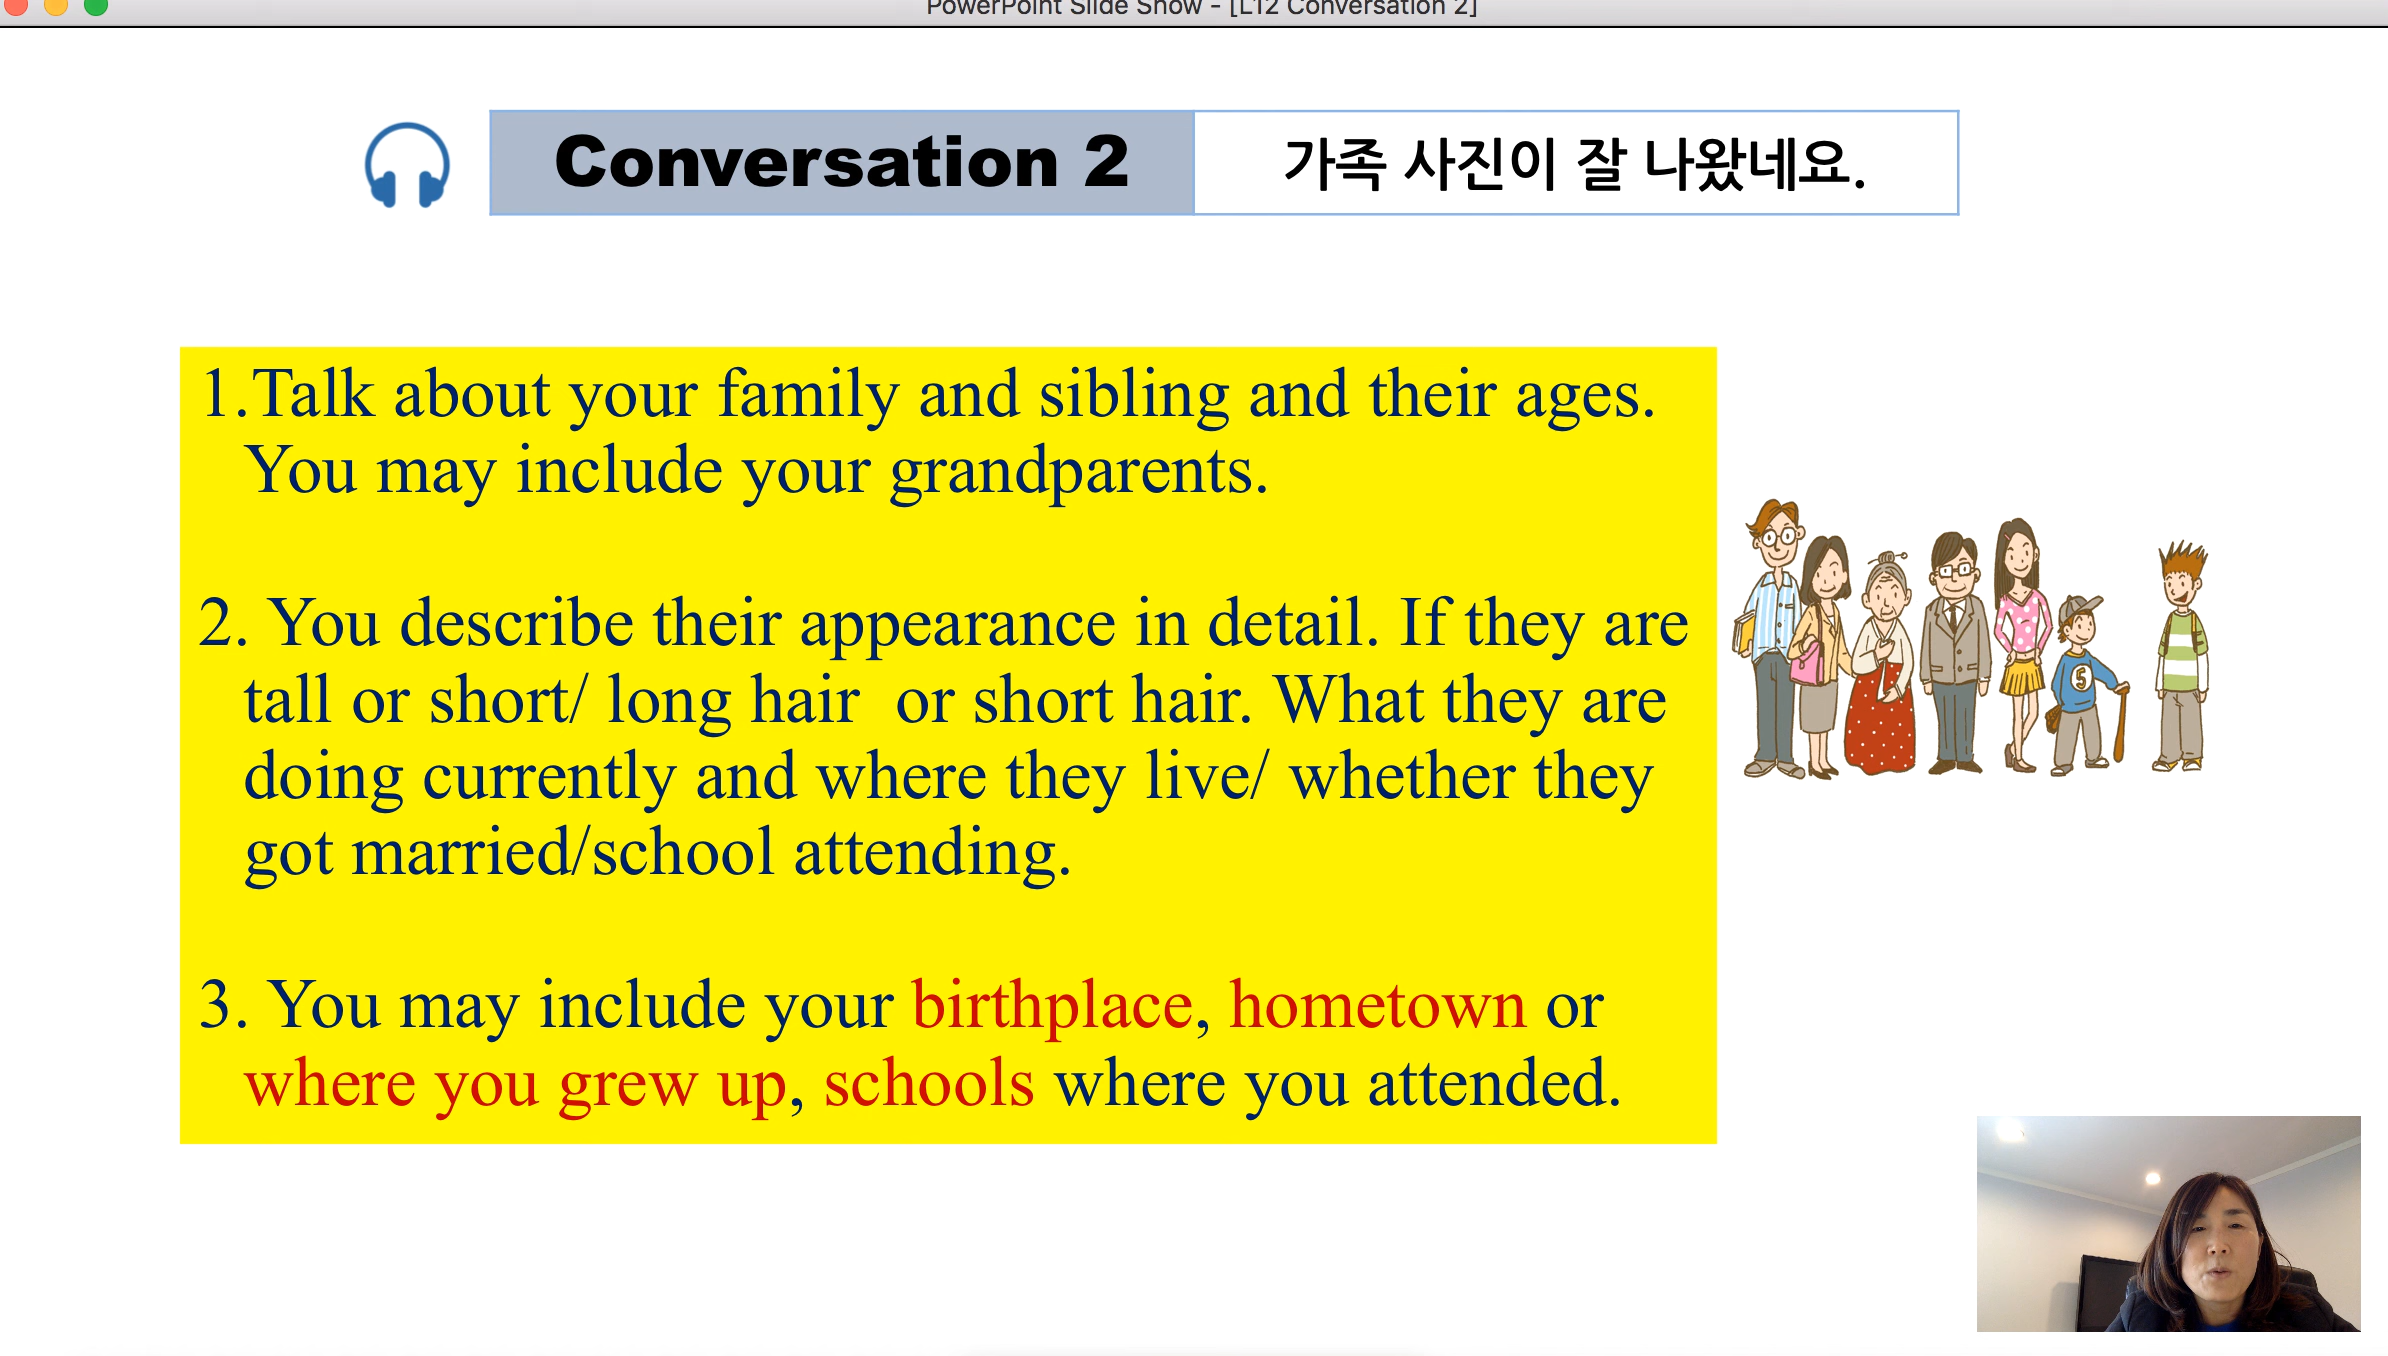 PowerPoint Slide Show - [L12 Conversation 2]
Conversation 2
가족 사진이 잘 나왔네요.
1.Talk about your family and sibling and their ages.
You may include your grandparents.
2. You describe their appearance in detail. If they are
tall or short/ long hair or short hair. What they are
doing currently and where they live/ whether they
got married/school attending.
3. You may include your birthplace, hometown or
where you grew up, schools where you attended.
5